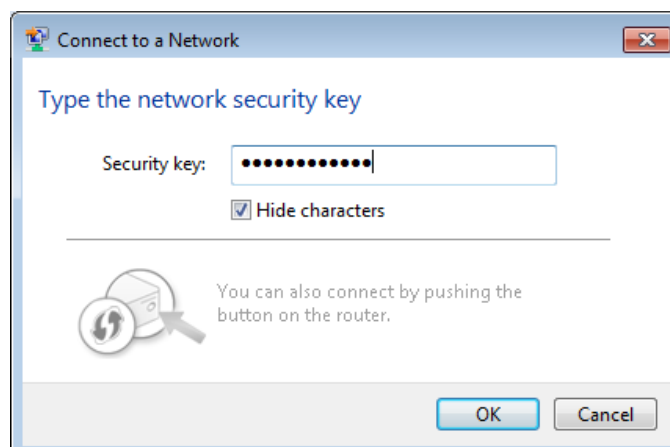 Connect to a Network
Type the network security key
Security key: ••••••••••••
Hide characters
You can also connect by pushing the
button on the router.
OK Cancel